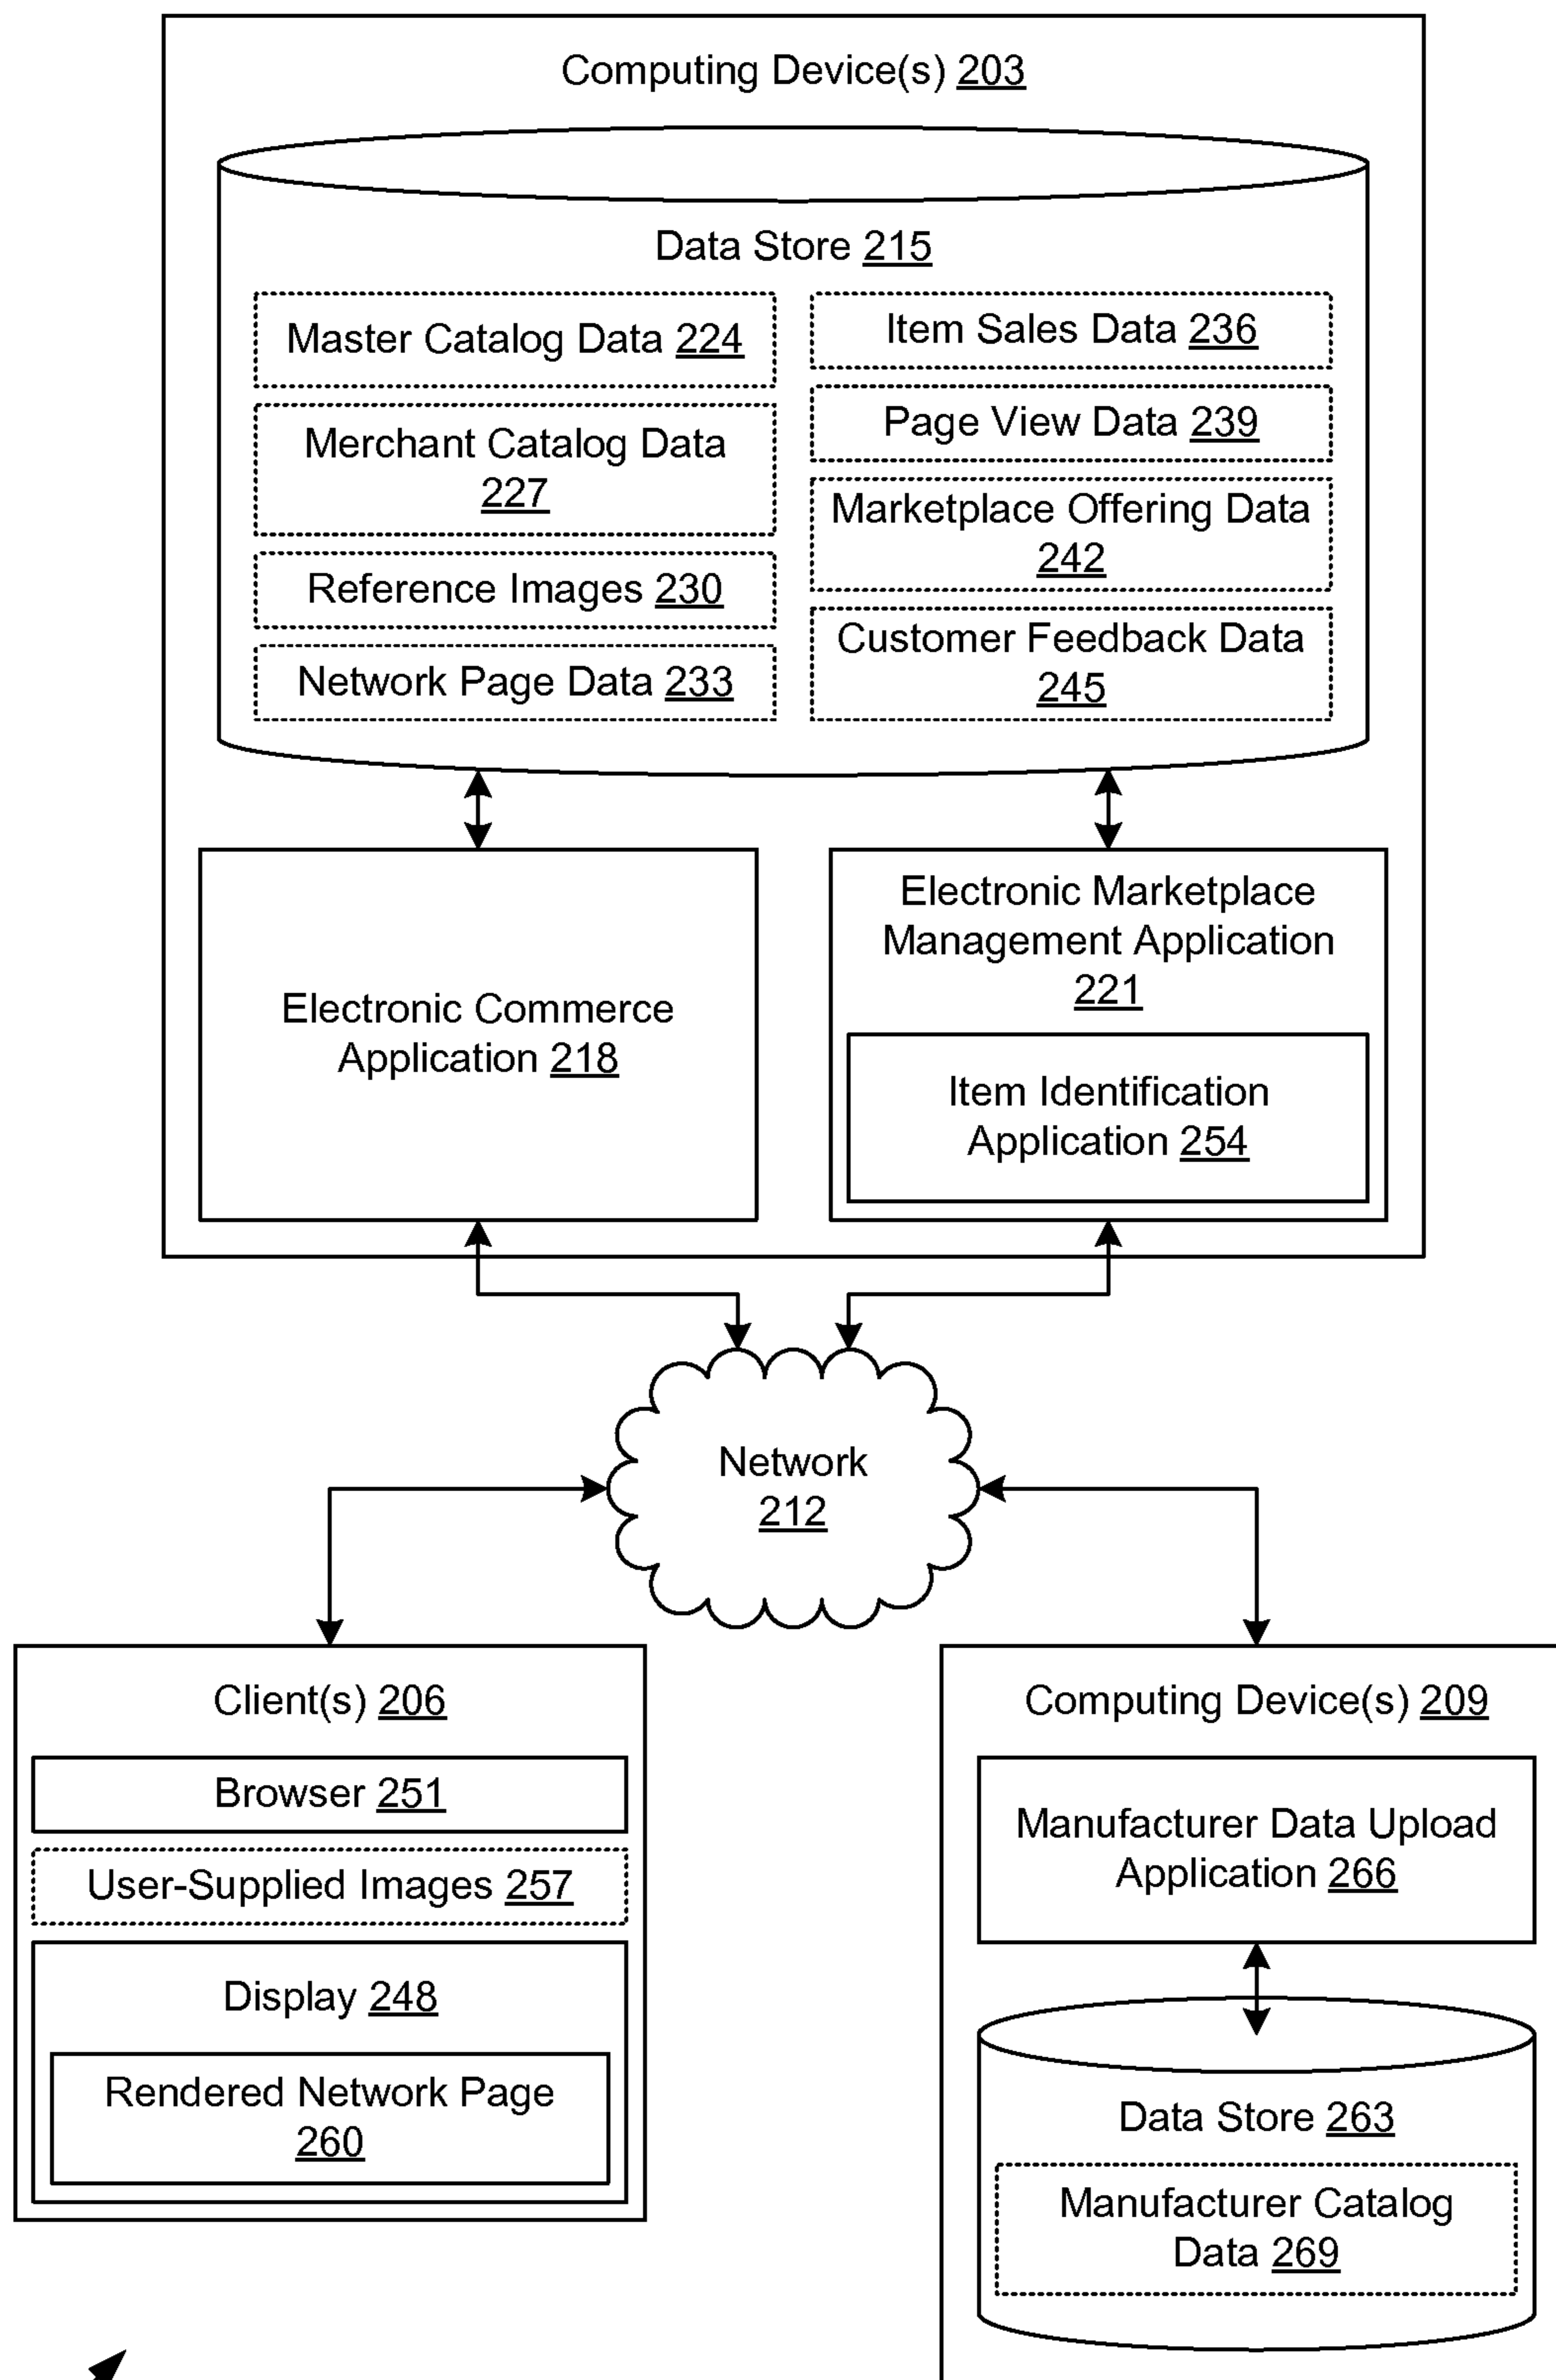 Computing Device(s) 203
Data Store 215
Master Catalog Data 224
Merchant Catalog Data
227
Reference Images 230
Network Page Data 233
Item Sales Data 236
Page View Data 239
Marketplace Offering Data
242
Customer Feedback Data
245
Electronic Commerce
Application 218
Electronic Marketplace
Management Application
221
Item Identification
Application 254
Network
212
Client(s) 206
Browser 251
User-Supplied Images 257
Display 248
Rendered Network Page
260
Computing Device(s) 209
Manufacturer Data Upload
Application 266
Data Store 263
Manufacturer Catalog
Data 269